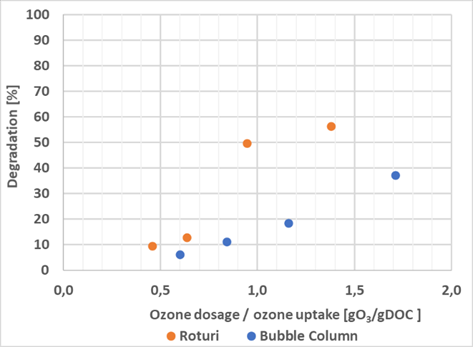 100
90
80
70
60
50
40
30
20
10
0
Degradation [%]
0,0 0,5 1,0 1,5 2,0
Ozone dosage / ozone uptake [gO₃/gDOC ]
Roturi Bubble Column